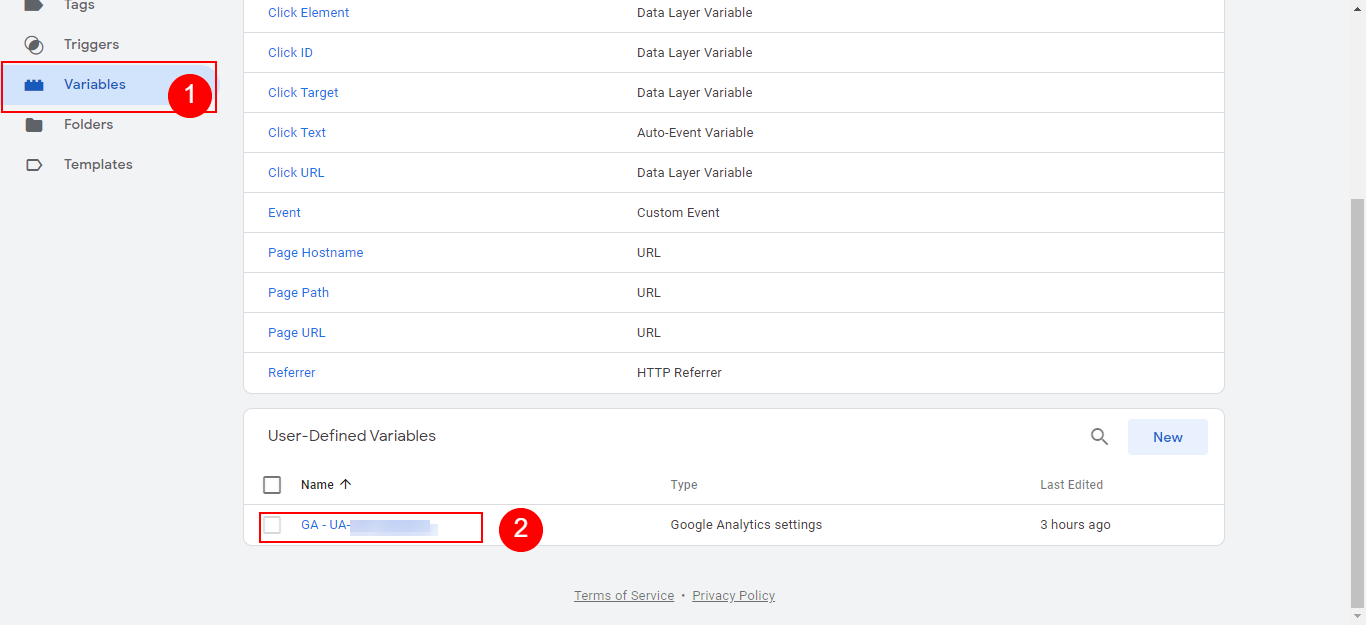 Tags
Triggers
Variables
1
Folders
Templates
Click Element Data Layer Variable
Click ID Data Layer Variable
Click Target Data Layer Variable
Click Text Auto-Event Variable
Click URL Data Layer Variable
Event Custom Event
Page Hostname URL
Page Path URL
Page URL URL
Referrer HTTP Referrer
User-Defined Variables New
Name Type Last Edited
GA - UA- 2 Google Analytics settings 3 hours ago
Terms of Service • Privacy Policy